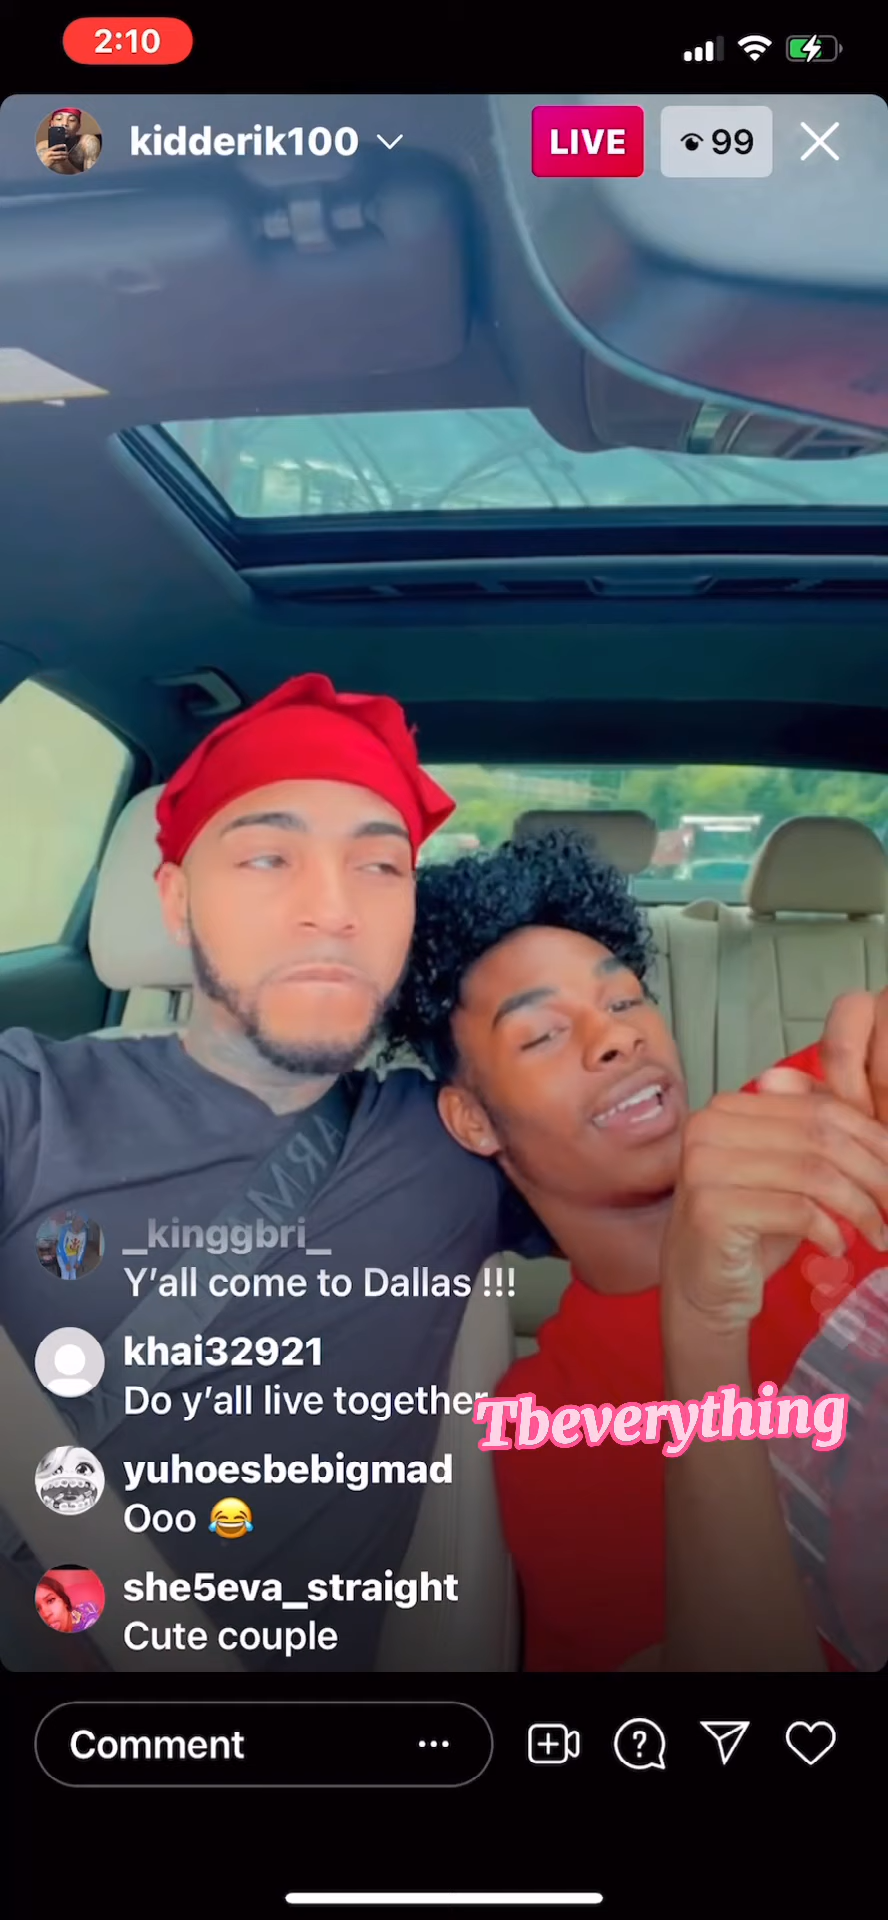 2:10
kidderik100
LIVE
99
ARM
_kinggbri_
Y'all come to Dallas !!!
khai32921
Do y'all live together
Tbeverything
yuhoesbebigmad
Ooo 😂
she5eva_straight
Cute couple
Comment